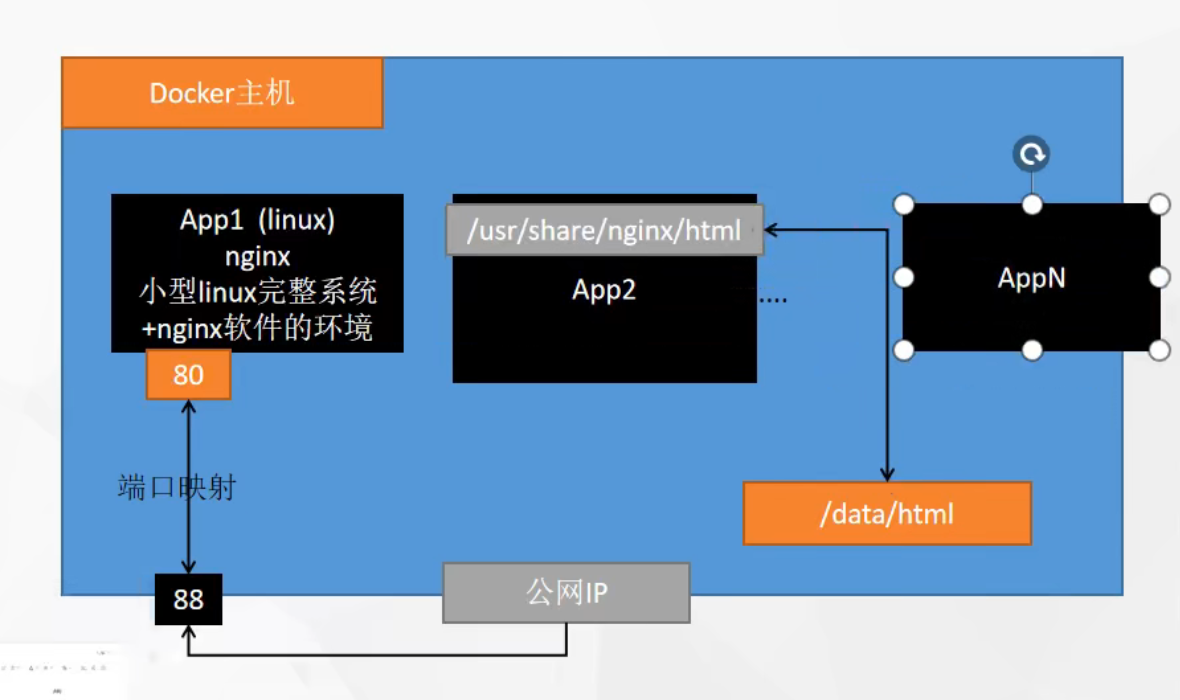 Docker主机
App1 (linux)
nginx
小型linux完整系统
+nginx软件的环境
/usr/share/nginx/html
App2
....
AppN
80
端口映射
/data/html
88
公网IP